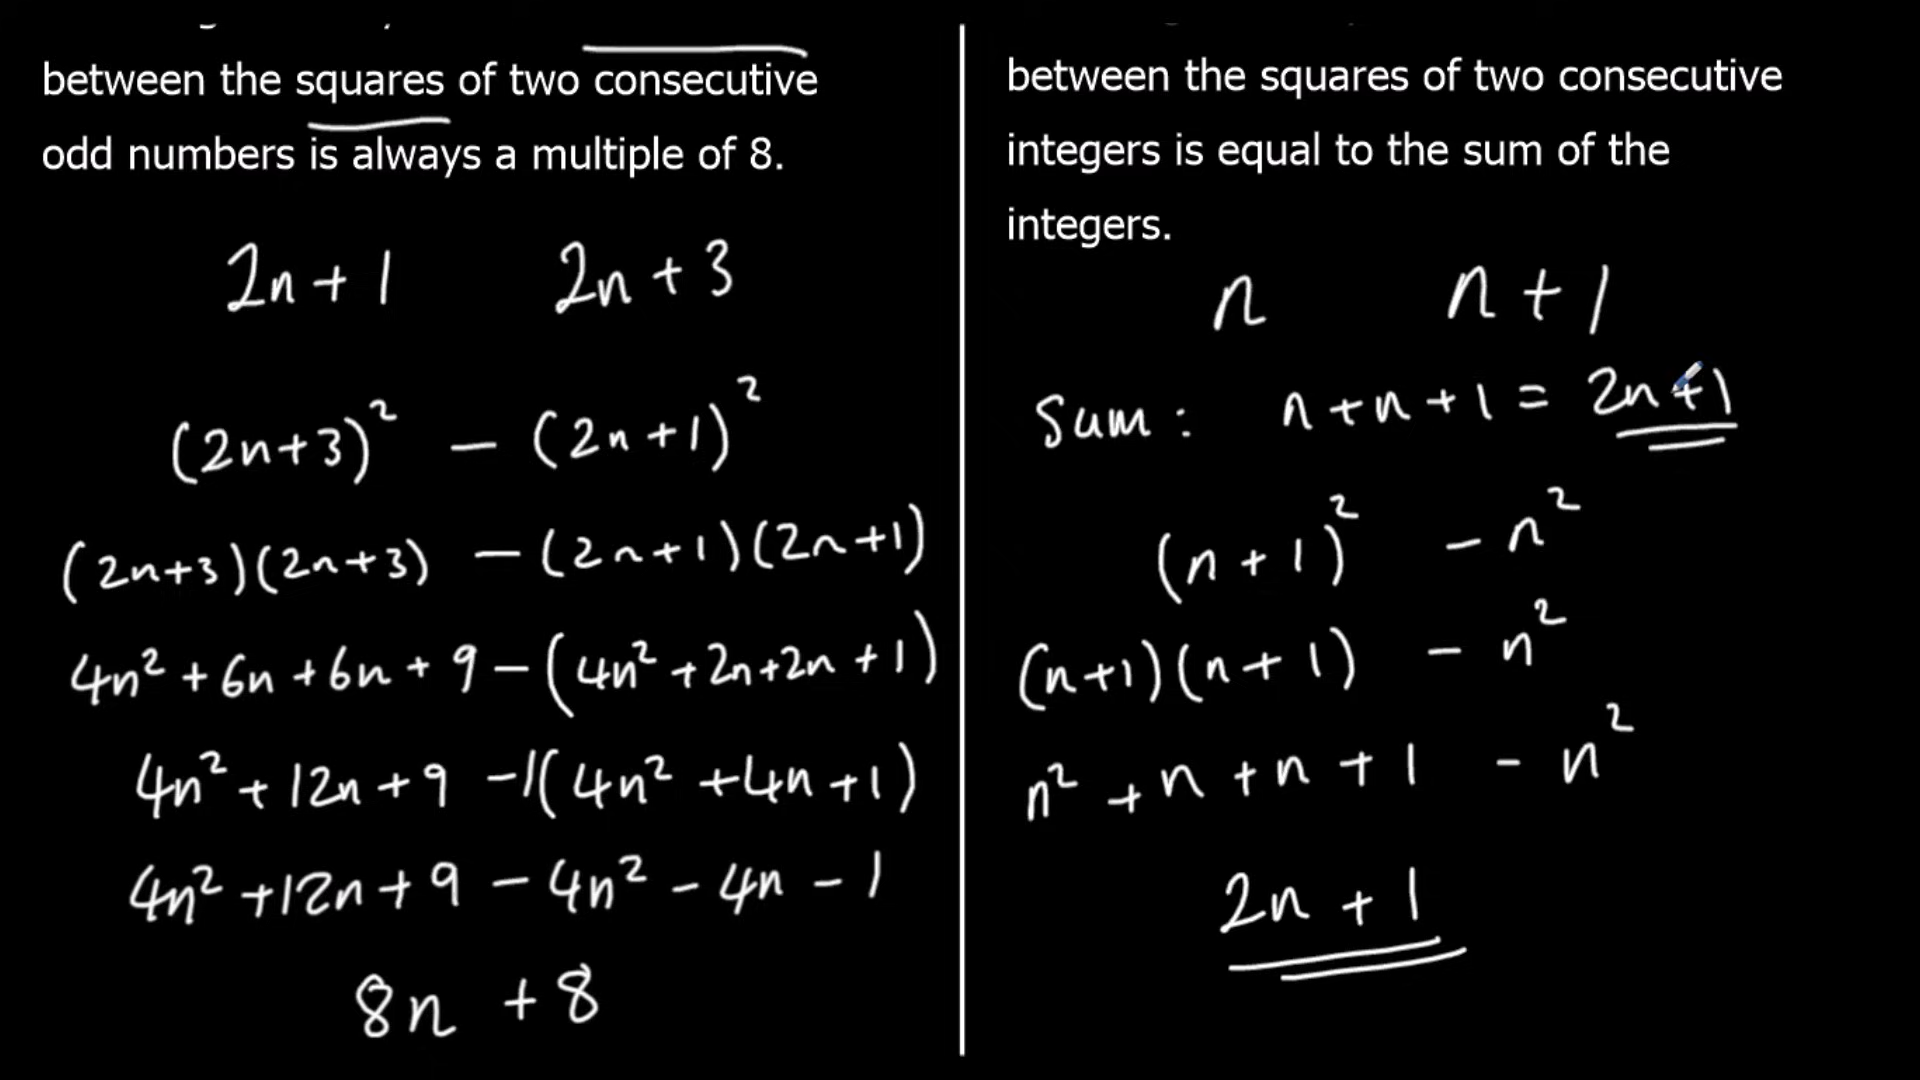 between the squares of two consecutive
odd numbers is always a multiple of 8.
2n + 1 2n + 3
(2n+3)² − (2n+1)²
(2n+3)(2n+3) − (2n+1)(2n+1)
4n² + 6n + 6n + 9 − (4n² + 2n + 2n + 1)
4n² + 12n + 9 − 1(4n² + 4n + 1)
4n² + 12n + 9 − 4n² − 4n − 1
8n + 8
between the squares of two consecutive
integers is equal to the sum of the
integers.
n n + 1
Sum : n + n + 1 = 2n+1
(n + 1)² − n²
(n+1)(n + 1) − n²
n² + n + n + 1 − n²
2n + 1